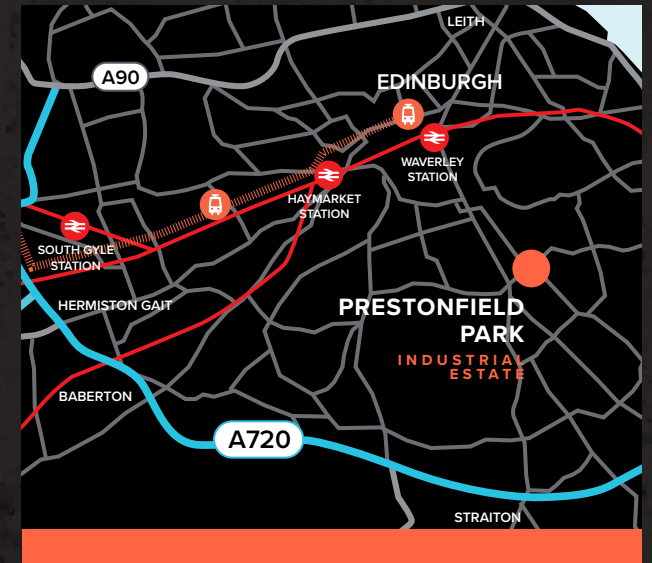 LEITH
A90
EDINBURGH
WAVERLEY
STATION
HAYMARKET
STATION
SOUTH GYLE
STATION
HERMISTON GAIT
PRESTONFIELD
PARK
INDUSTRIAL
ESTATE
BABERTON
A720
STRAITON